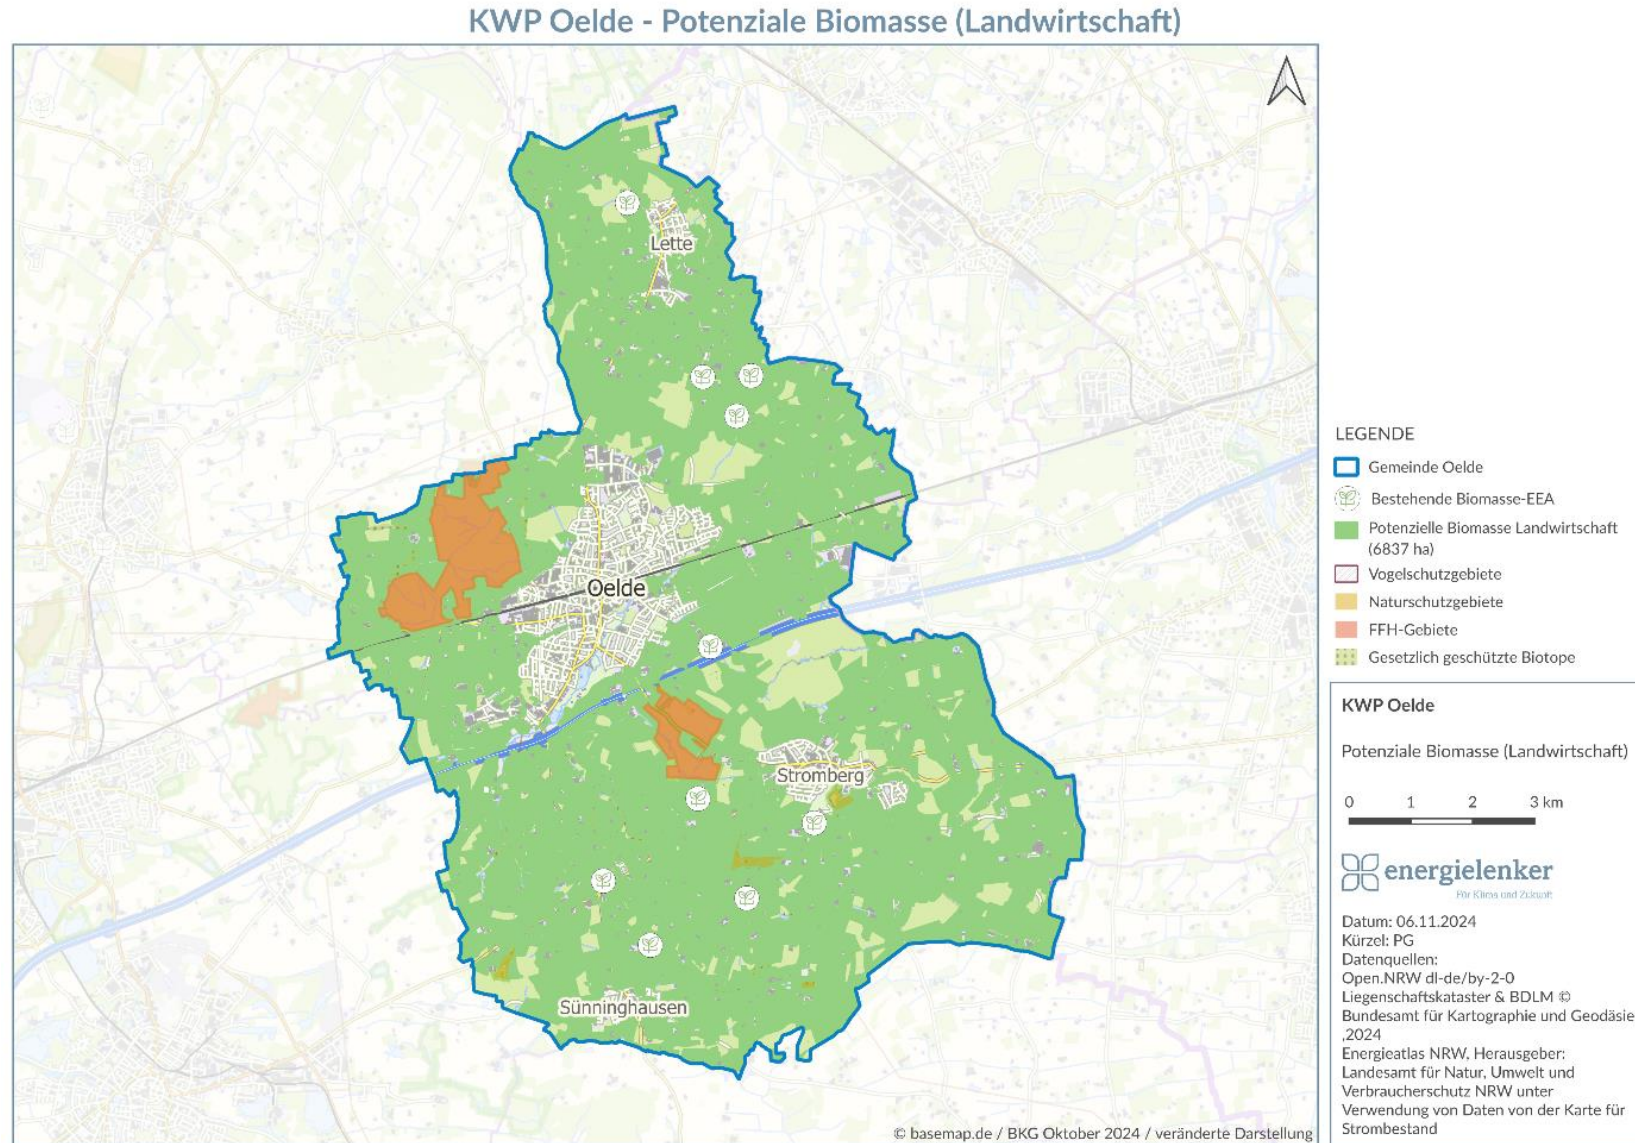 KWP Oelde - Potenziale Biomasse (Landwirtschaft)
Lette
Oelde
Stromberg
Sünninghausen
© basemap.de / BKG Oktober 2024 / veränderte Darstellung
LEGENDE
Gemeinde Oelde
Bestehende Biomasse-EEA
Potenzielle Biomasse Landwirtschaft
(6837 ha)
Vogelschutzgebiete
Naturschutzgebiete
FFH-Gebiete
Gesetzlich geschützte Biotope
KWP Oelde
Potenziale Biomasse (Landwirtschaft)
0 1 2 3 km
energielenker
Für Klima und Zukunft
Datum: 06.11.2024
Kürzel: PG
Datenquellen:
Open.NRW dl-de/by-2-0
Liegenschaftskataster & BDLM ©
Bundesamt für Kartographie und Geodäsie
,2024
Energieatlas NRW, Herausgeber:
Landesamt für Natur, Umwelt und
Verbraucherschutz NRW unter
Verwendung von Daten von der Karte für
Strombestand